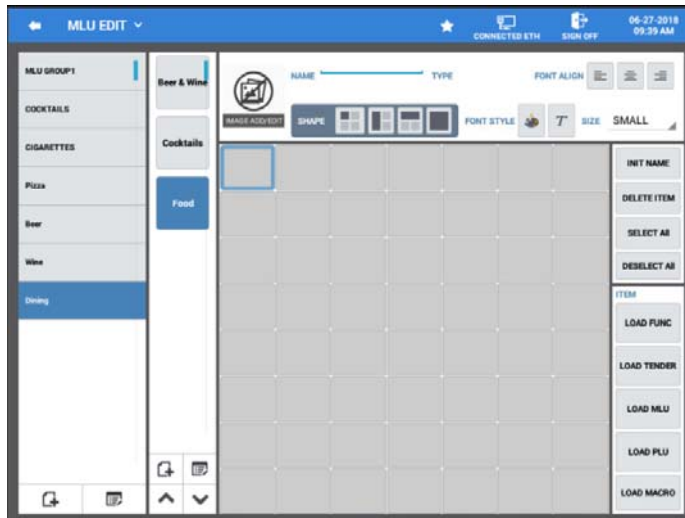 MLU EDIT
CONNECTED ETH
SIGN OFF
06-27-2018
09:39 AM
MLU GROUP1
COCKTAILS
CIGARETTES
Pizza
Beer
Wine
Dining
Beer & Wine
Cocktails
Food
IMAGE ADD/EDIT
NAME
TYPE
FONT ALIGN
SHAPE
FONT STYLE
T
SIZE
SMALL
INIT NAME
DELETE ITEM
SELECT All
DESELECT All
ITEM
LOAD FUNC
LOAD TENDER
LOAD MLU
LOAD PLU
LOAD MACRO